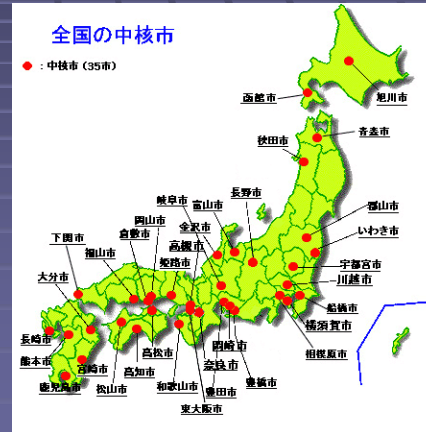 全国の中核市
●：中核市（35市）
函館市
旭川市
秋田市
青森市
岐阜市
富山市
長野市
郡山市
岡山市
金沢市
いわき市
下関市
倉敷市
高槻市
宇都宮市
福山市
姫路市
川越市
大分市
船橋市
横須賀市
長崎市
高松市
岡崎市
相模原市
熊本市
宮崎市
高知市
奈良市
鹿児島市
松山市
和歌山市
豊田市
豊橋市
東大阪市